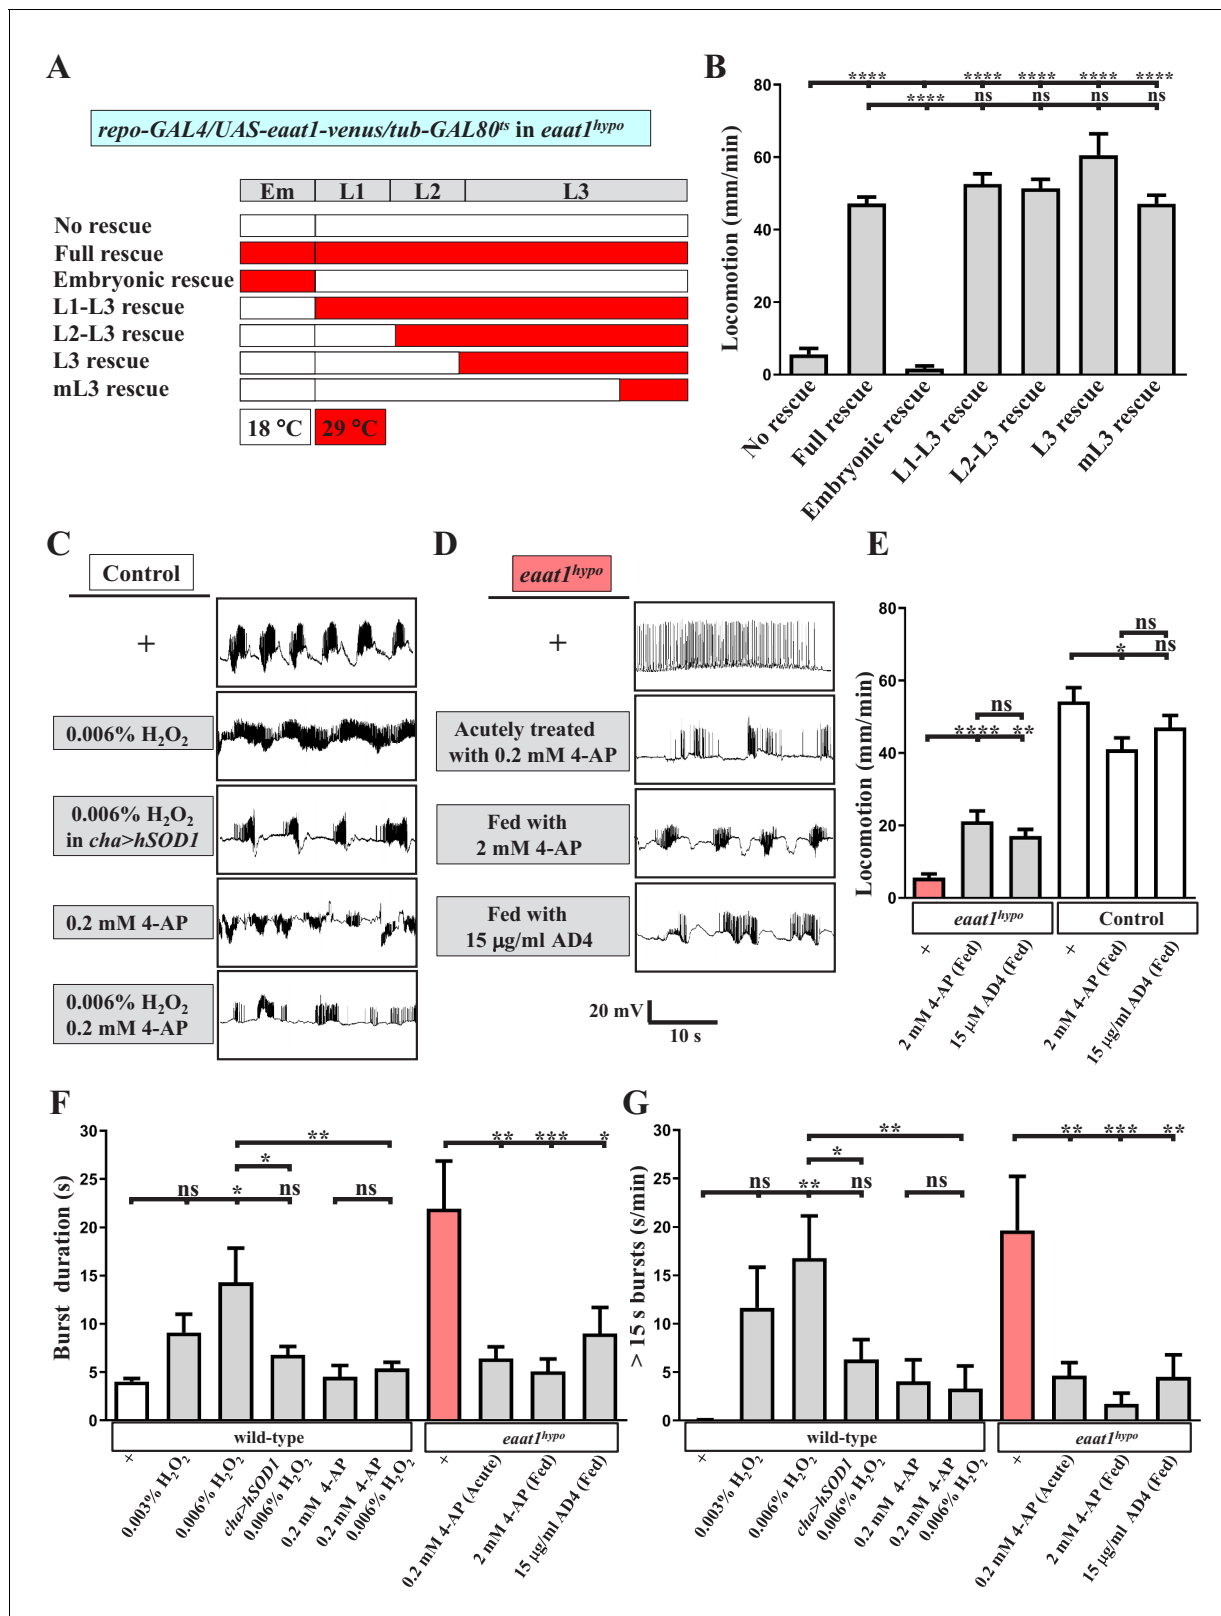 A
repo-GAL4/UAS-eaat1-venus/tub-GAL80ts in eaat1hypo
Em L1 L2 L3
No rescue
Full rescue
Embryonic rescue
L1-L3 rescue
L2-L3 rescue
L3 rescue
mL3 rescue
18 °C 29 °C
B
**** **** **** **** ****
**** ns ns ns ns
Locomotion (mm/min)
80
60
40
20
0
No rescue
Full rescue
Embryonic rescue
L1-L3 rescue
L2-L3 rescue
L3 rescue
mL3 rescue
C
Control
+
0.006% H2O2
0.006% H2O2
in cha>hSOD1
0.2 mM 4-AP
0.006% H2O2
0.2 mM 4-AP
D
eaat1hypo
+
Acutely treated
with 0.2 mM 4-AP
Fed with
2 mM 4-AP
Fed with
15 µg/ml AD4
20 mV
10 s
E
Locomotion (mm/min)
80
60
40
20
0
ns
**** **
ns
* ns
eaat1hypo Control
+
2 mM 4-AP (Fed)
15 µM AD4 (Fed)
+
2 mM 4-AP (Fed)
15 µg/ml AD4 (Fed)
F
Burst duration (s)
30
25
20
15
10
5
0
**
*
ns * ns ns
** *** *
wild-type eaat1hypo
+
0.003% H2O2
0.006% H2O2
cha>hSOD1
0.006% H2O2
0.2 mM 4-AP
0.2 mM 4-AP
0.006% H2O2
+
0.2 mM 4-AP (Acute)
2 mM 4-AP (Fed)
15 µg/ml AD4 (Fed)
G
> 15 s bursts (s/min)
30
25
20
15
10
5
0
**
*
ns ** ns ns
** *** **
wild-type eaat1hypo
+
0.003% H2O2
0.006% H2O2
cha>hSOD1
0.006% H2O2
0.2 mM 4-AP
0.2 mM 4-AP
0.006% H2O2
+
0.2 mM 4-AP (Acute)
2 mM 4-AP (Fed)
15 µg/ml AD4 (Fed)